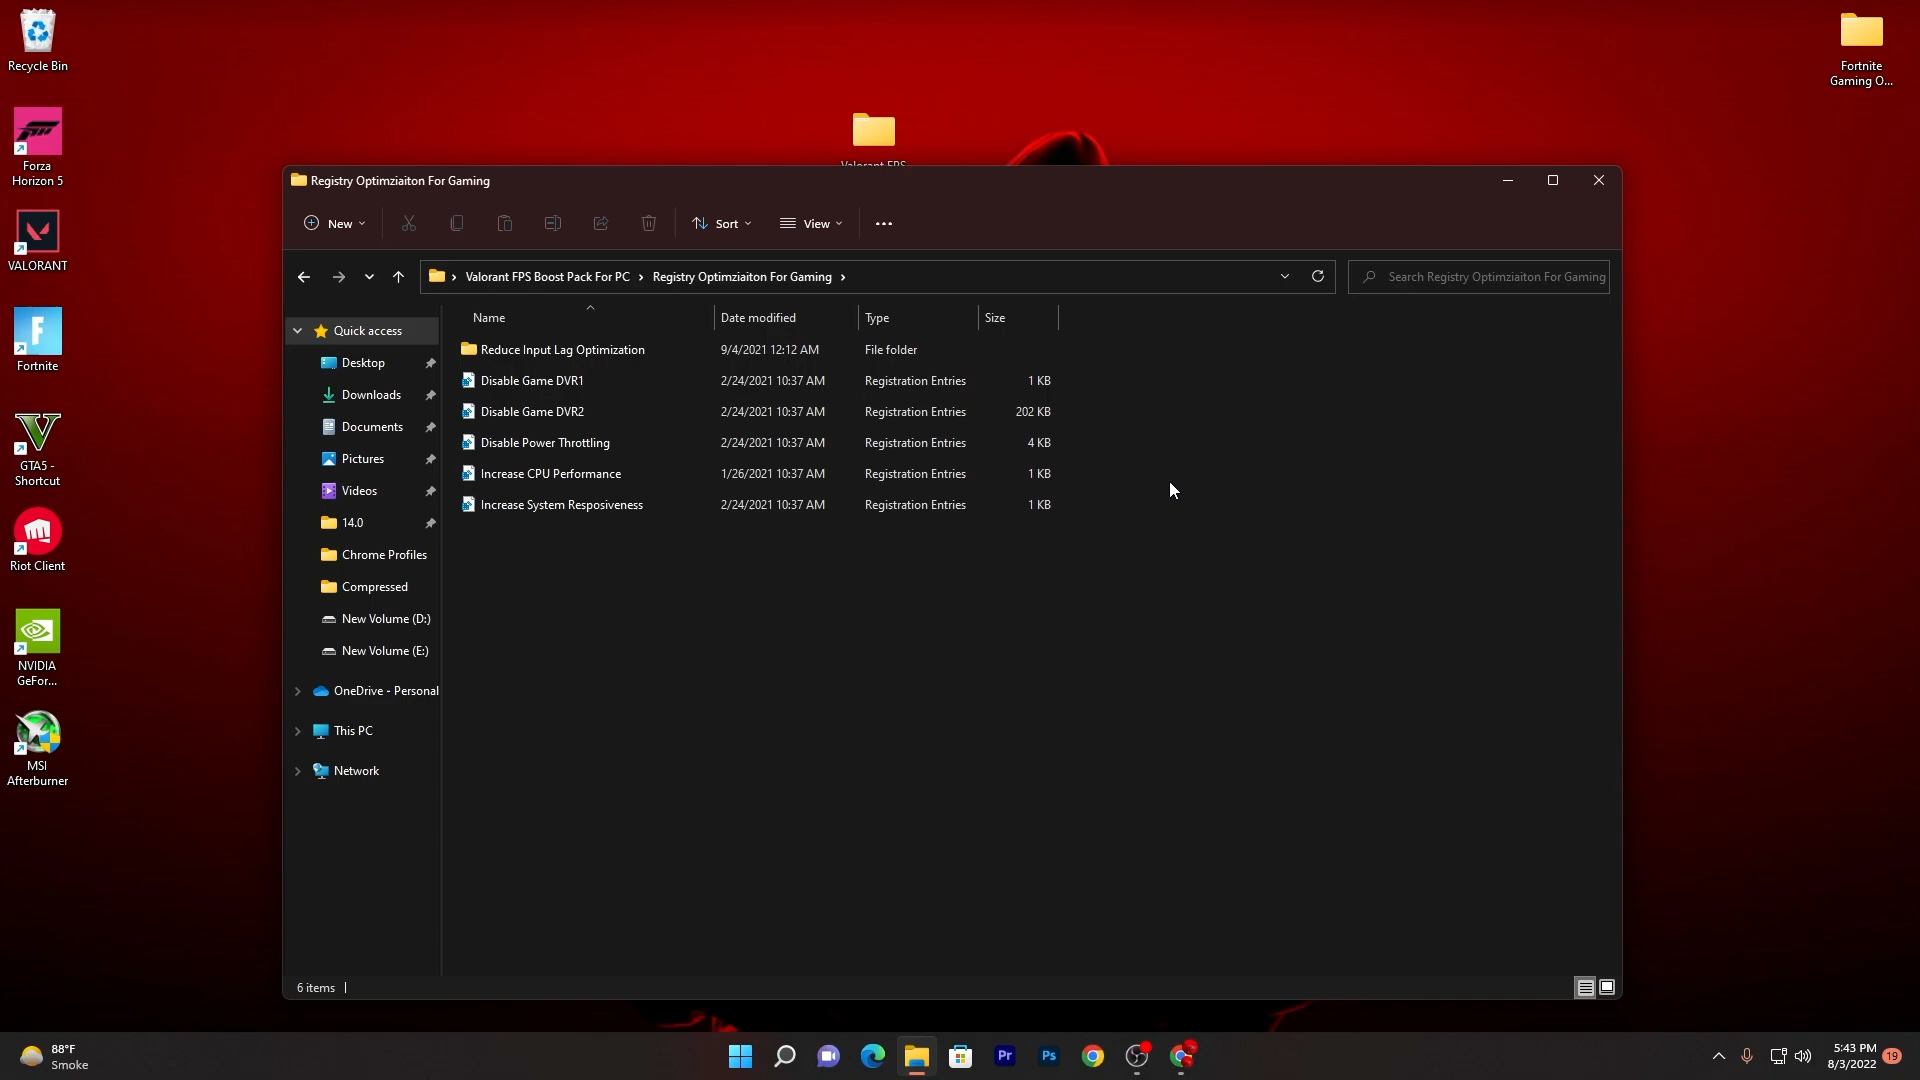 Recycle Bin
Forza
Horizon 5
VALORANT
Fortnite
GTA5 -
Shortcut
Riot Client
NVIDIA
GeFor...
MSI
Afterburner
Fortnite
Gaming O...
Valorant FPS
Registry Optimziaiton For Gaming
New
Sort
View
Valorant FPS Boost Pack For PC
Registry Optimziaiton For Gaming
Search Registry Optimziaiton For Gaming
Quick access
Desktop
Downloads
Documents
Pictures
Videos
14.0
Chrome Profiles
Compressed
New Volume (D:)
New Volume (E:)
OneDrive - Personal
This PC
Network
Name Date modified Type Size
Reduce Input Lag Optimization 9/4/2021 12:12 AM File folder
Disable Game DVR1 2/24/2021 10:37 AM Registration Entries 1 KB
Disable Game DVR2 2/24/2021 10:37 AM Registration Entries 202 KB
Disable Power Throttling 2/24/2021 10:37 AM Registration Entries 4 KB
Increase CPU Performance 1/26/2021 10:37 AM Registration Entries 1 KB
Increase System Resposiveness 2/24/2021 10:37 AM Registration Entries 1 KB
6 items
88°F
Smoke
Pr
Ps
5:43 PM
8/3/2022
19